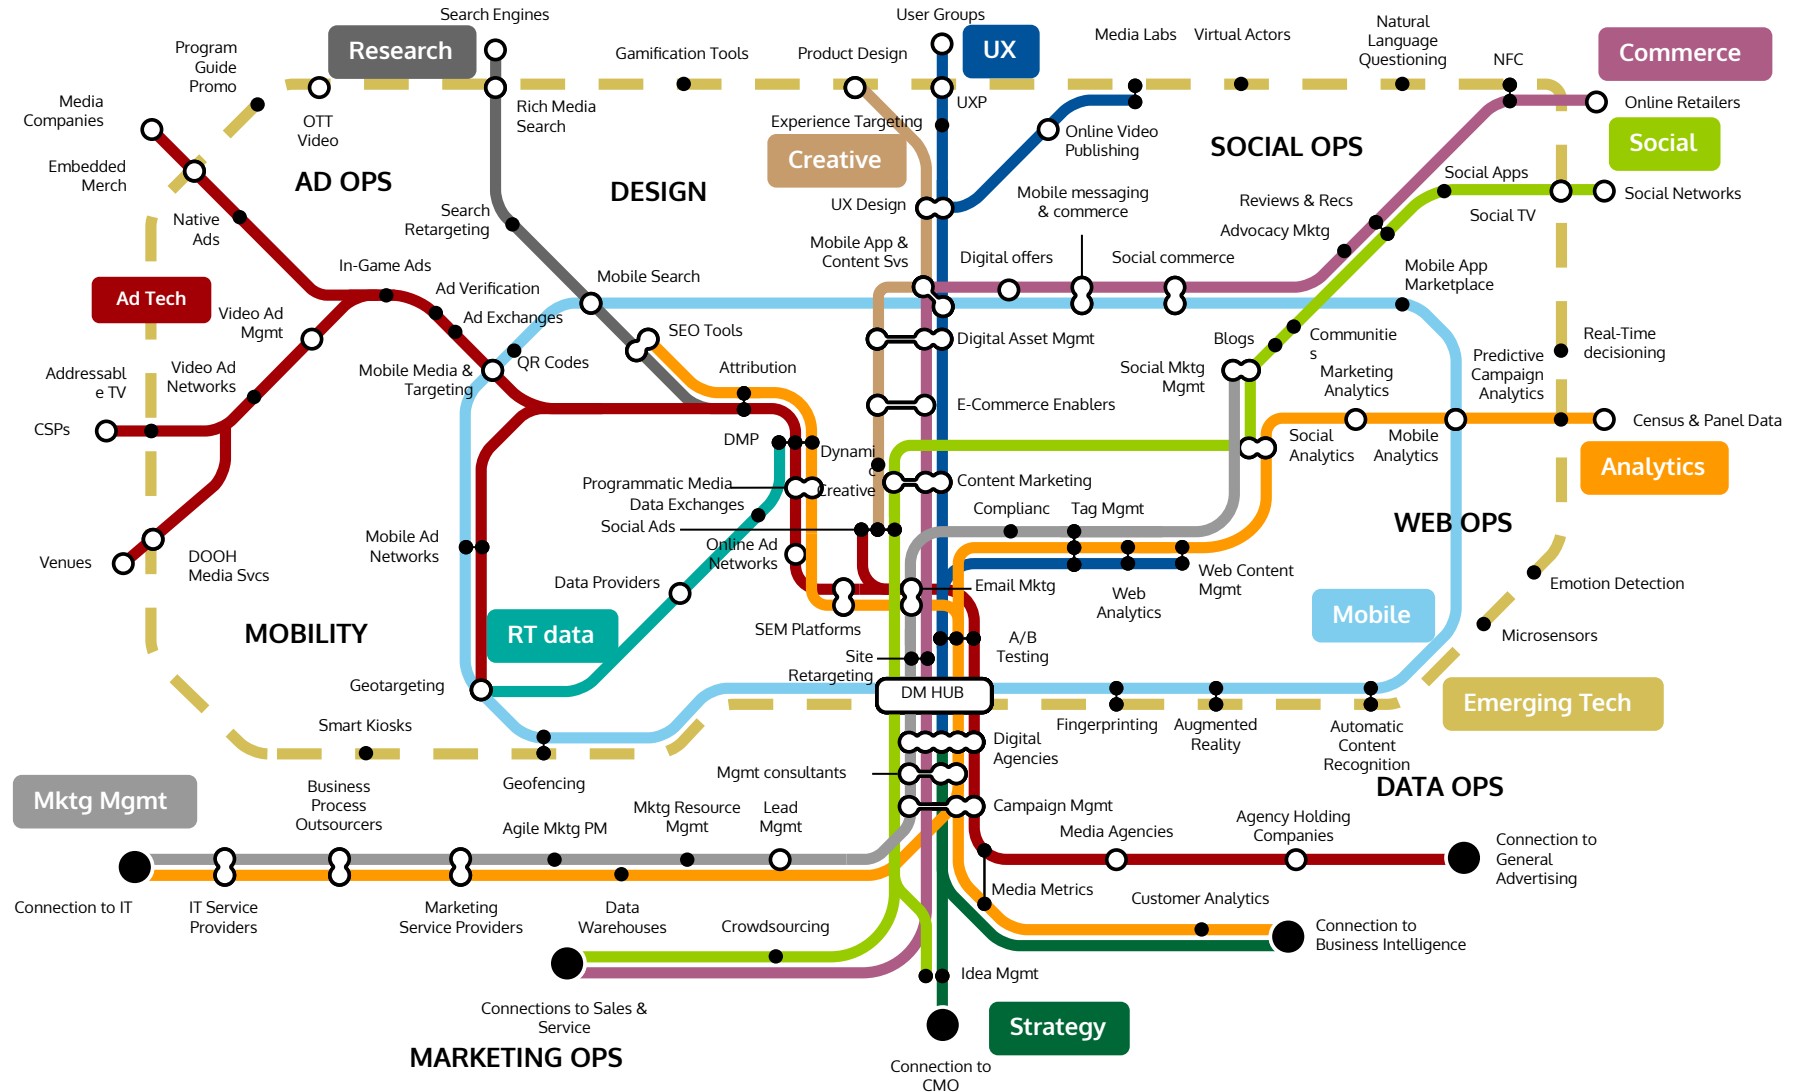 Search Engines
User Groups
Research
Program
Guide
Promo
Gamification Tools
Product Design
UX
Media Labs
Virtual Actors
Natural
Language
Questioning
NFC
Commerce
Media
Companies
OTT
Video
Rich Media
Search
UXP
Experience Targeting
Online Video
Publishing
Online Retailers
Social
SOCIAL OPS
Creative
Embedded
Merch
AD OPS
DESIGN
Social Apps
Social Networks
Native
Ads
Search
Retargeting
UX Design
Mobile messaging
& commerce
Reviews & Recs
Social TV
Advocacy Mktg
Mobile App &
Content Svs
Digital offers
Social commerce
In-Game Ads
Mobile Search
Mobile App
Marketplace
Ad Tech
Ad Verification
Video Ad
Mgmt
Ad Exchanges
SEO Tools
QR Codes
Digital Asset Mgmt
Blogs
Communitie
s
Real-Time
decisioning
Addressabl
e TV
Video Ad
Networks
Mobile Media &
Targeting
Attribution
Social Mktg
Mgmt
Marketing
Analytics
Predictive
Campaign
Analytics
CSPs
E-Commerce Enablers
Census & Panel Data
DMP
Dynami
c
Creative
Social
Analytics
Mobile
Analytics
Analytics
Programmatic Media
Data Exchanges
Content Marketing
Social Ads
Complianc
Tag Mgmt
WEB OPS
Mobile Ad
Networks
Online Ad
Networks
Venues
DOOH
Media Svcs
Data Providers
Email Mktg
Web
Analytics
Web Content
Mgmt
Emotion Detection
MOBILITY
RT data
SEM Platforms
Mobile
Microsensors
Site
Retargeting
A/B
Testing
Geotargeting
DM HUB
Emerging Tech
Smart Kiosks
Fingerprinting
Augmented
Reality
Automatic
Content
Recognition
Geofencing
Digital
Agencies
Mgmt consultants
DATA OPS
Mktg Mgmt
Business
Process
Outsourcers
Agile Mktg PM
Mktg Resource
Mgmt
Lead
Mgmt
Campaign Mgmt
Media Agencies
Agency Holding
Companies
Connection to
General
Advertising
Connection to IT
IT Service
Providers
Marketing
Service Providers
Data
Warehouses
Crowdsourcing
Media Metrics
Customer Analytics
Connection to
Business Intelligence
Idea Mgmt
Connections to Sales &
Service
Strategy
MARKETING OPS
Connection to
CMO